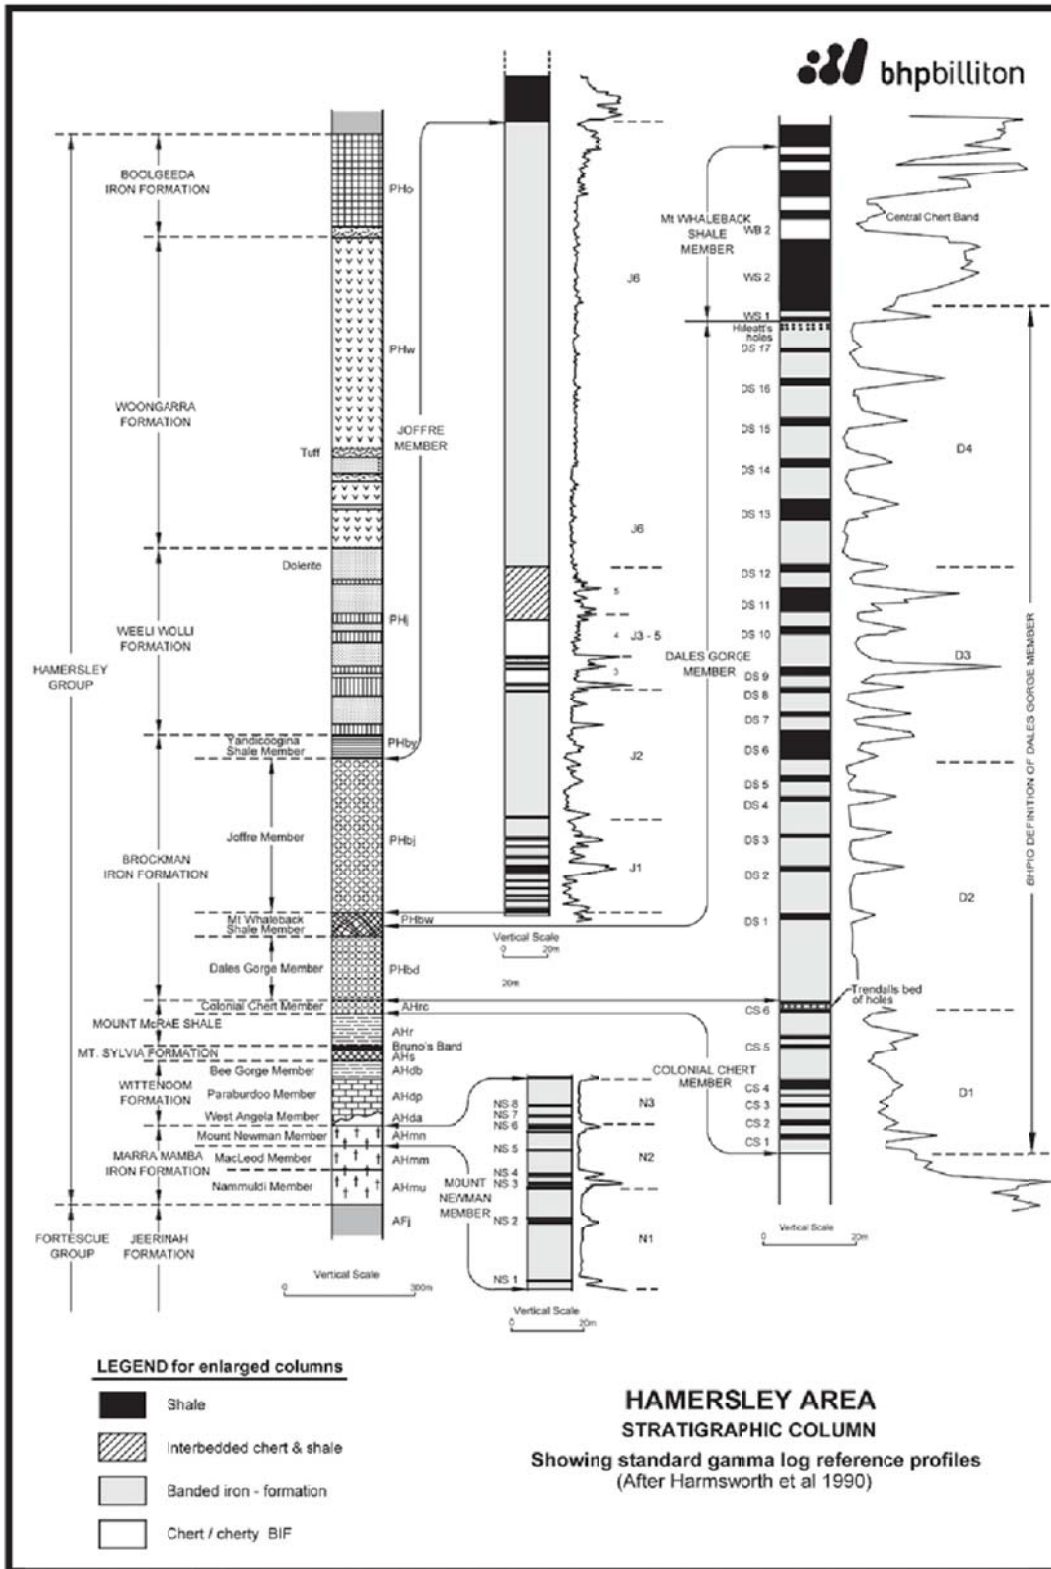 bhpbilliton
HAMERSLEY
GROUP
FORTESCUE
GROUP
BOOLGEEDA
IRON FORMATION
WOONGARRA
FORMATION
WEELI WOLLI
FORMATION
BROCKMAN
IRON FORMATION
MOUNT McRAE SHALE
MT. SYLVIA FORMATION
WITTENOOM
FORMATION
MARRA MAMBA
IRON FORMATION
JEERINAH
FORMATION
Tuff
Dolerite
Yandicoogina
Shale Member
Joffre Member
Mt Whaleback
Shale Member
Dales Gorge Member
Colonial Chert Member
Bee Gorge Member
Paraburdoo Member
West Angela Member
Mount Newman Member
MacLeod Member
Nammuldi Member
PHo
PHw
PHj
PHby
PHbj
PHbw
PHbd
AHrc
AHr
Bruno's Band
AHs
AHdb
AHdp
AHda
AHmn
AHmm
AHmu
AFj
Vertical Scale
0 300m
JOFFRE
MEMBER
J6
J6
5
4
J3 - 5
3
J2
J1
Vertical Scale
0 20m
20m
MOUNT
NEWMAN
MEMBER
NS 8
NS 7
NS 6
NS 5
NS 4
NS 3
NS 2
NS 1
N3
N2
N1
Vertical Scale
0 20m
Mt WHALEBACK
SHALE
MEMBER
DALES GORGE
MEMBER
COLONIAL CHERT
MEMBER
WB 2
WS 2
WS 1
holes
DS 17
DS 16
DS 15
DS 14
DS 13
DS 12
DS 11
DS 10
DS 9
DS 8
DS 7
DS 6
DS 5
DS 4
DS 3
DS 2
DS 1
CS 6
CS 5
CS 4
CS 3
CS 2
CS 1
Central Chert Band
Trendalls bed
of holes
D4
D3
D2
D1
BHPIO DEFINITION OF DALES GORGE MEMBER
Vertical Scale
0 20m
LEGEND for enlarged columns
Shale
Interbedded chert & shale
Banded iron - formation
Chert / cherty BIF
HAMERSLEY AREA
STRATIGRAPHIC COLUMN
Showing standard gamma log reference profiles
(After Harmsworth et al 1990)